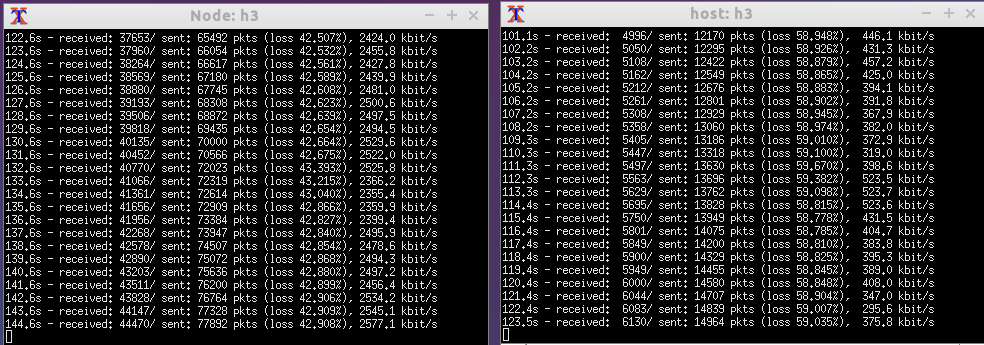 Node: h3
122.6s - received: 37653/ sent: 65492 pkts (loss 42.507%), 2424.0 kbit/s
123.6s - received: 37960/ sent: 66054 pkts (loss 42.532%), 2455.8 kbit/s
124.6s - received: 38264/ sent: 66617 pkts (loss 42.561%), 2427.8 kbit/s
125.6s - received: 38569/ sent: 67180 pkts (loss 42.589%), 2439.9 kbit/s
126.6s - received: 38880/ sent: 67745 pkts (loss 42.608%), 2481.0 kbit/s
127.6s - received: 39193/ sent: 68308 pkts (loss 42.623%), 2500.6 kbit/s
128.6s - received: 39506/ sent: 68872 pkts (loss 42.639%), 2497.5 kbit/s
129.6s - received: 39818/ sent: 69435 pkts (loss 42.654%), 2494.5 kbit/s
130.6s - received: 40135/ sent: 70000 pkts (loss 42.664%), 2529.6 kbit/s
131.6s - received: 40452/ sent: 70566 pkts (loss 42.675%), 2522.0 kbit/s
132.6s - received: 40770/ sent: 72023 pkts (loss 43.393%), 2525.8 kbit/s
133.6s - received: 41066/ sent: 72319 pkts (loss 43.215%), 2366.2 kbit/s
134.6s - received: 41361/ sent: 72614 pkts (loss 43.040%), 2355.4 kbit/s
135.6s - received: 41656/ sent: 72909 pkts (loss 42.866%), 2359.9 kbit/s
136.6s - received: 41956/ sent: 73384 pkts (loss 42.827%), 2399.4 kbit/s
137.6s - received: 42268/ sent: 73947 pkts (loss 42.840%), 2495.9 kbit/s
138.6s - received: 42578/ sent: 74507 pkts (loss 42.854%), 2478.6 kbit/s
139.6s - received: 42890/ sent: 75072 pkts (loss 42.868%), 2494.3 kbit/s
140.6s - received: 43203/ sent: 75636 pkts (loss 42.880%), 2497.2 kbit/s
141.6s - received: 43511/ sent: 76200 pkts (loss 42.899%), 2456.4 kbit/s
142.6s - received: 43828/ sent: 76764 pkts (loss 42.906%), 2534.2 kbit/s
143.6s - received: 44147/ sent: 77328 pkts (loss 42.909%), 2545.1 kbit/s
144.6s - received: 44470/ sent: 77892 pkts (loss 42.908%), 2577.1 kbit/s
host: h3
101.1s - received: 4996/ sent: 12170 pkts (loss 58.948%), 446.1 kbit/s
102.2s - received: 5050/ sent: 12295 pkts (loss 58.926%), 431.3 kbit/s
103.2s - received: 5108/ sent: 12422 pkts (loss 58.879%), 457.2 kbit/s
104.2s - received: 5162/ sent: 12549 pkts (loss 58.865%), 425.0 kbit/s
105.2s - received: 5212/ sent: 12676 pkts (loss 58.883%), 394.1 kbit/s
106.2s - received: 5261/ sent: 12801 pkts (loss 58.902%), 391.8 kbit/s
107.2s - received: 5308/ sent: 12929 pkts (loss 58.945%), 367.9 kbit/s
108.2s - received: 5358/ sent: 13060 pkts (loss 58.974%), 382.0 kbit/s
109.3s - received: 5405/ sent: 13186 pkts (loss 59.010%), 372.9 kbit/s
110.3s - received: 5447/ sent: 13318 pkts (loss 59.100%), 319.0 kbit/s
111.3s - received: 5497/ sent: 13630 pkts (loss 59.670%), 398.6 kbit/s
112.3s - received: 5563/ sent: 13696 pkts (loss 59.382%), 523.5 kbit/s
113.3s - received: 5629/ sent: 13762 pkts (loss 59.098%), 523.7 kbit/s
114.4s - received: 5695/ sent: 13828 pkts (loss 58.815%), 523.6 kbit/s
115.4s - received: 5750/ sent: 13949 pkts (loss 58.778%), 431.5 kbit/s
116.4s - received: 5801/ sent: 14075 pkts (loss 58.785%), 404.7 kbit/s
117.4s - received: 5849/ sent: 14200 pkts (loss 58.810%), 383.8 kbit/s
118.4s - received: 5900/ sent: 14329 pkts (loss 58.825%), 395.3 kbit/s
119.4s - received: 5949/ sent: 14455 pkts (loss 58.845%), 389.0 kbit/s
120.4s - received: 6000/ sent: 14580 pkts (loss 58.848%), 408.0 kbit/s
121.4s - received: 6044/ sent: 14707 pkts (loss 58.904%), 347.0 kbit/s
122.4s - received: 6083/ sent: 14839 pkts (loss 59.007%), 295.6 kbit/s
123.5s - received: 6130/ sent: 14964 pkts (loss 59.035%), 375.8 kbit/s